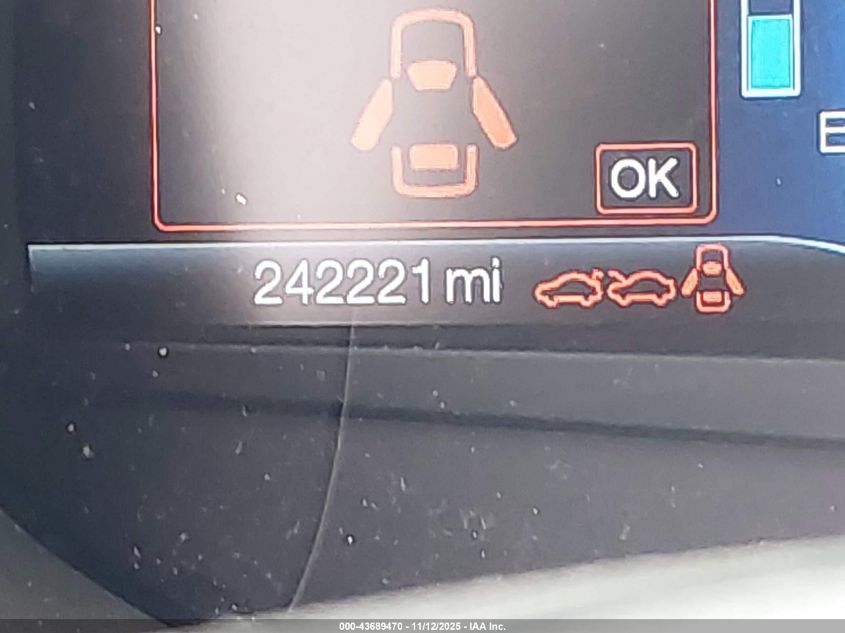 OK
E
242221 mi
000-43689470 - 11/12/2025 - IAA Inc.